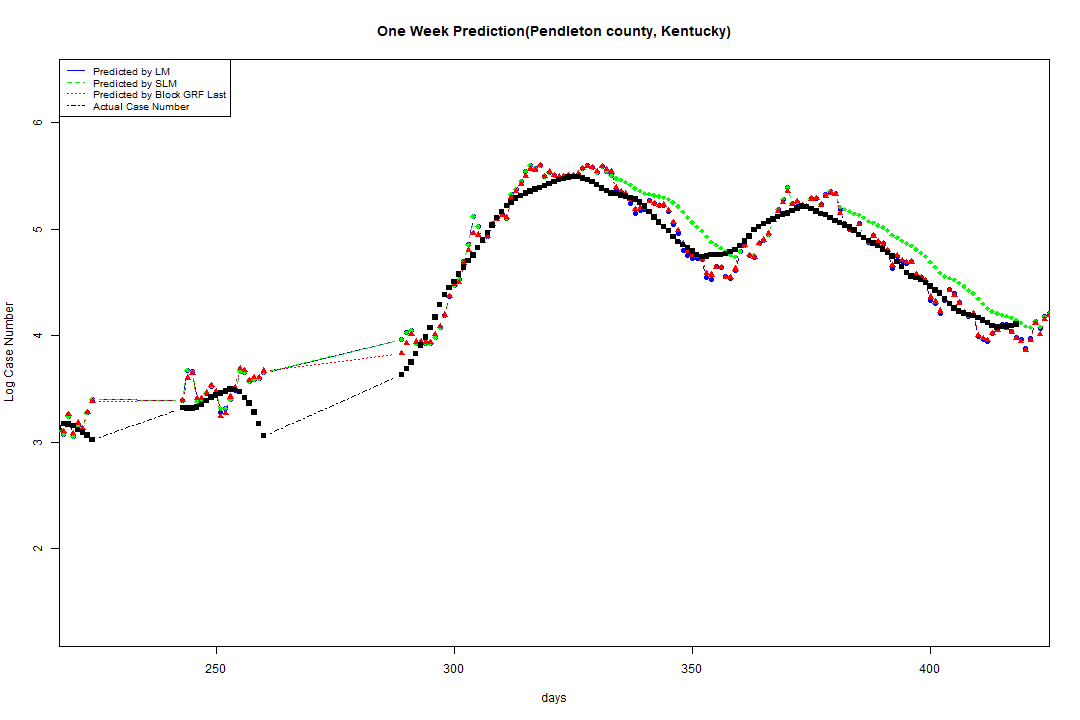 One Week Prediction(Pendleton county, Kentucky)
Predicted by LM
Predicted by SLM
Predicted by Block GRF Last
Actual Case Number
6
5
4
3
2
Log Case Number
250
300
350
400
days